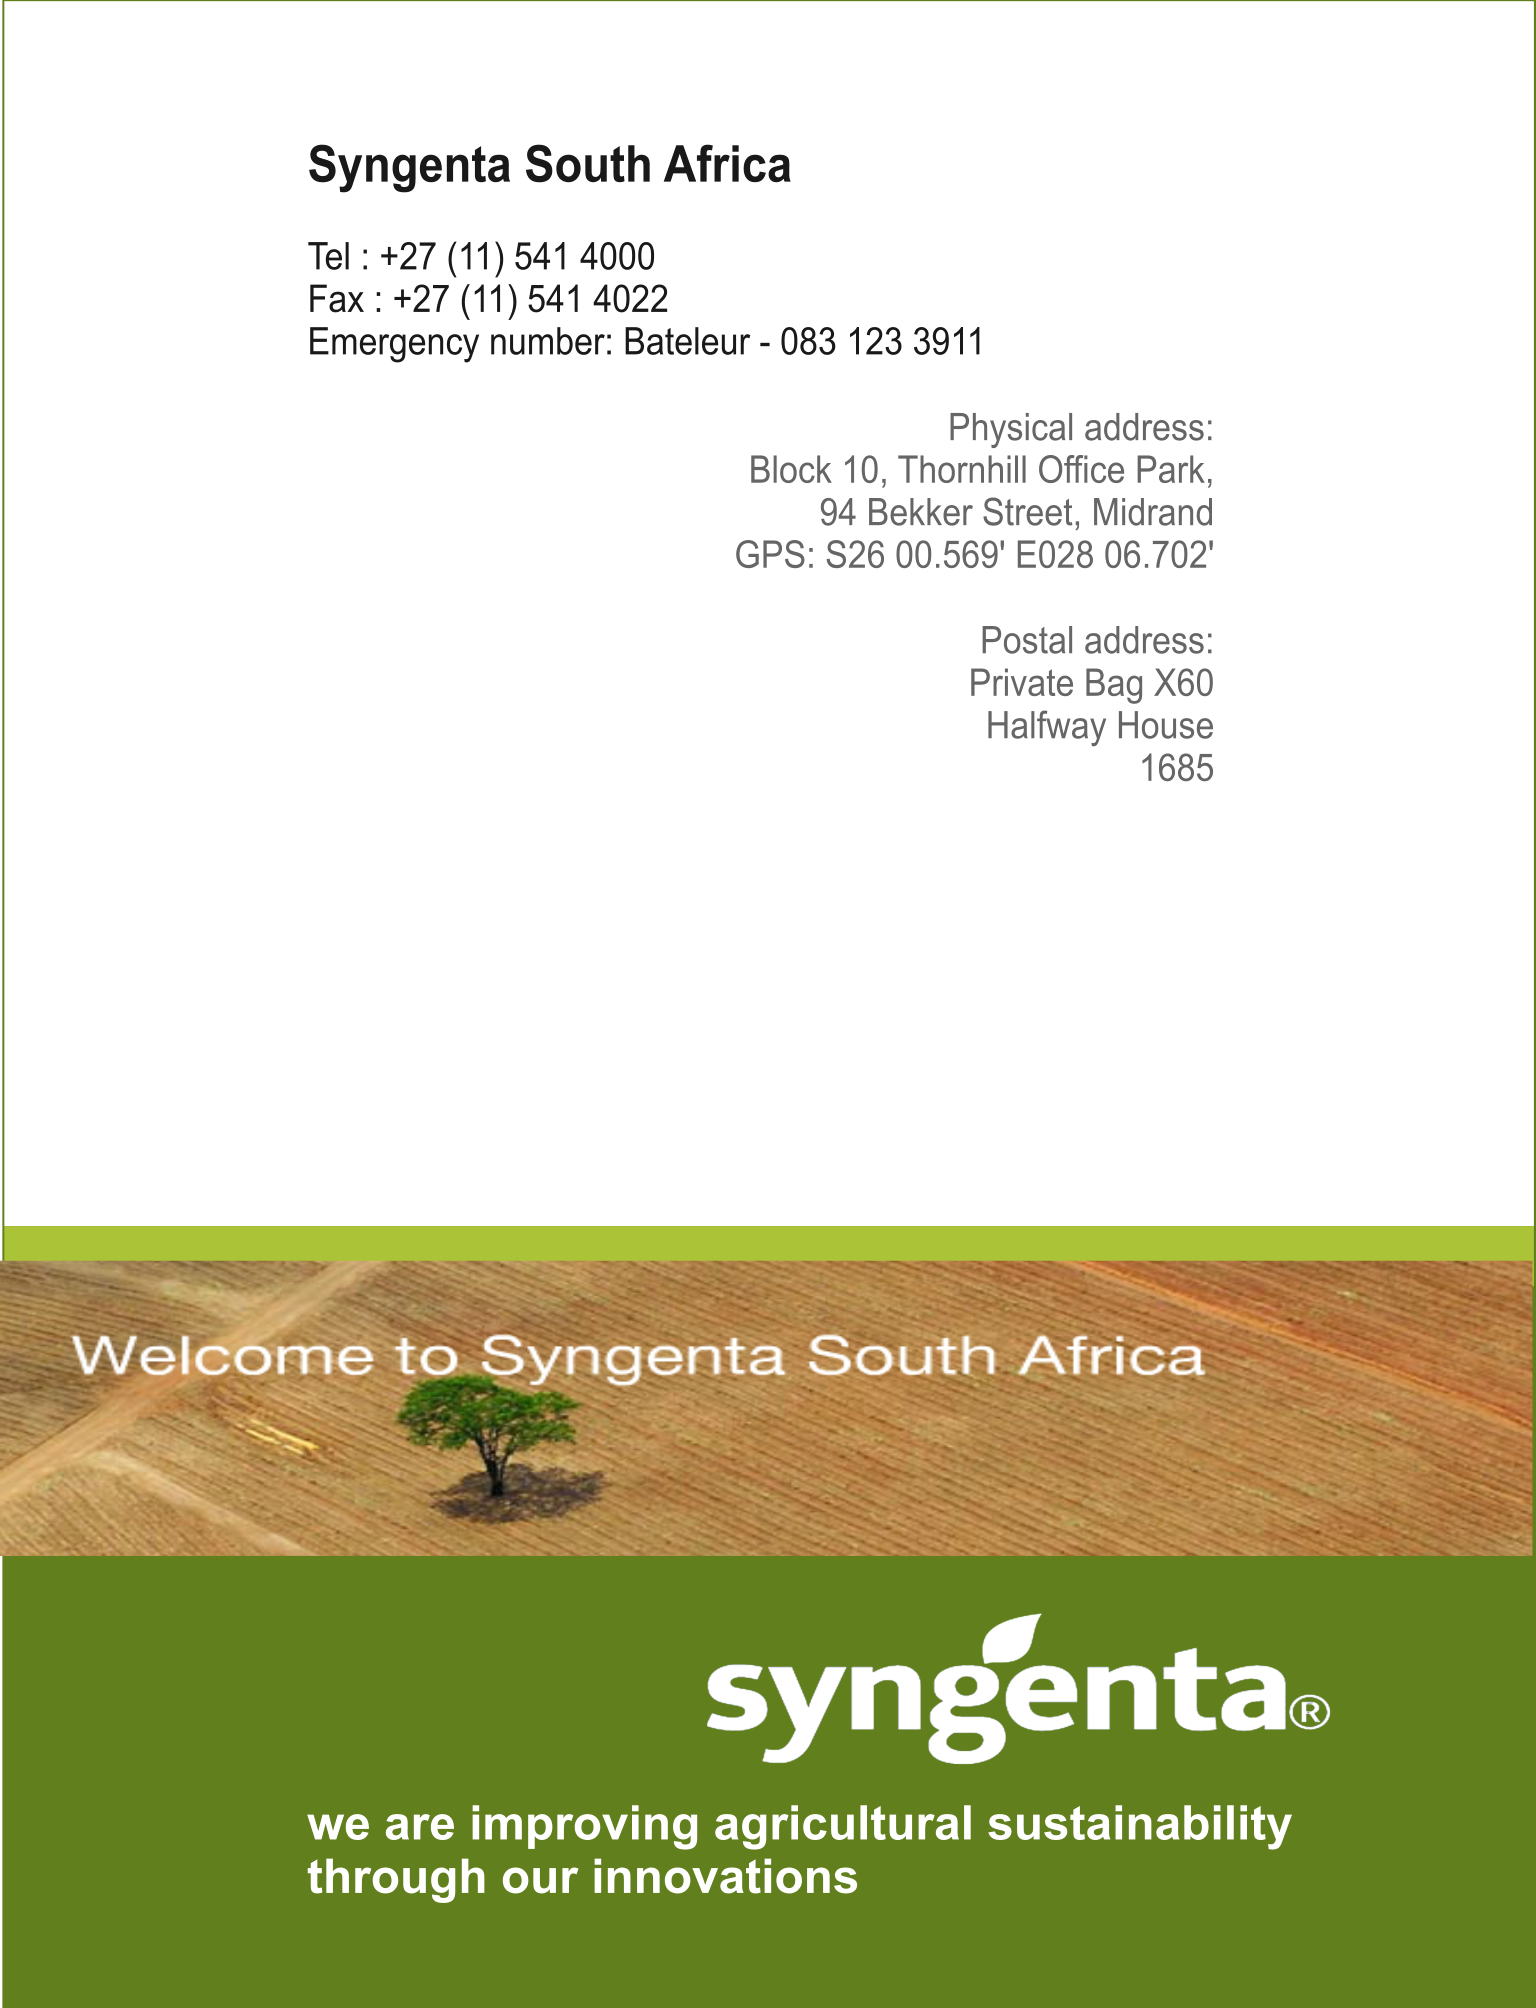 Syngenta South Africa
Tel : +27 (11) 541 4000
Fax : +27 (11) 541 4022
Emergency number: Bateleur - 083 123 3911
Physical address:
Block 10, Thornhill Office Park,
94 Bekker Street, Midrand
GPS: S26 00.569' E028 06.702'
Postal address:
Private Bag X60
Halfway House
1685
Welcome to Syngenta South Africa
syngenta®
we are improving agricultural sustainability
through our innovations